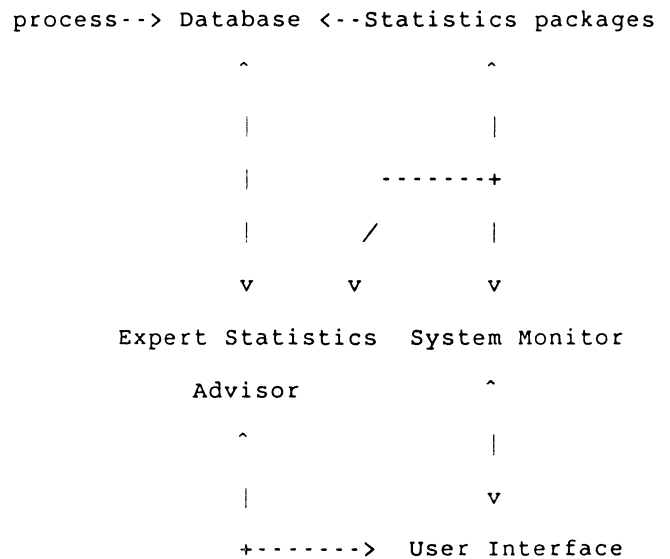 process--> Database <--Statistics packages
^ ^
| |
| -------+
| / |
v v v
Expert Statistics System Monitor
Advisor ^
^ |
| v
+-------> User Interface